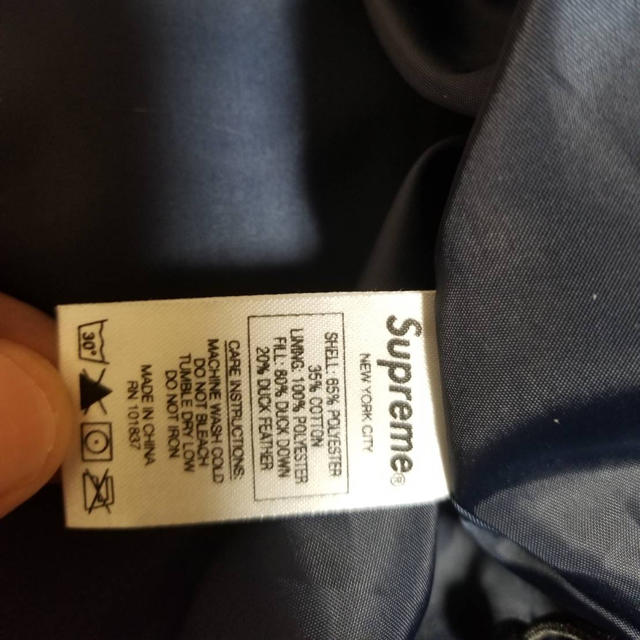 Supreme®
NEW YORK CITY
SHELL: 65% POLYESTER
35% COTTON
LINING: 100% POLYESTER
FILL: 80% DUCK DOWN
20% DUCK FEATHER
CARE INSTRUCTIONS:
MACHINE WASH COLD
DO NOT BLEACH
TUMBLE DRY LOW
DO NOT IRON
MADE IN CHINA
RN 101837
30°